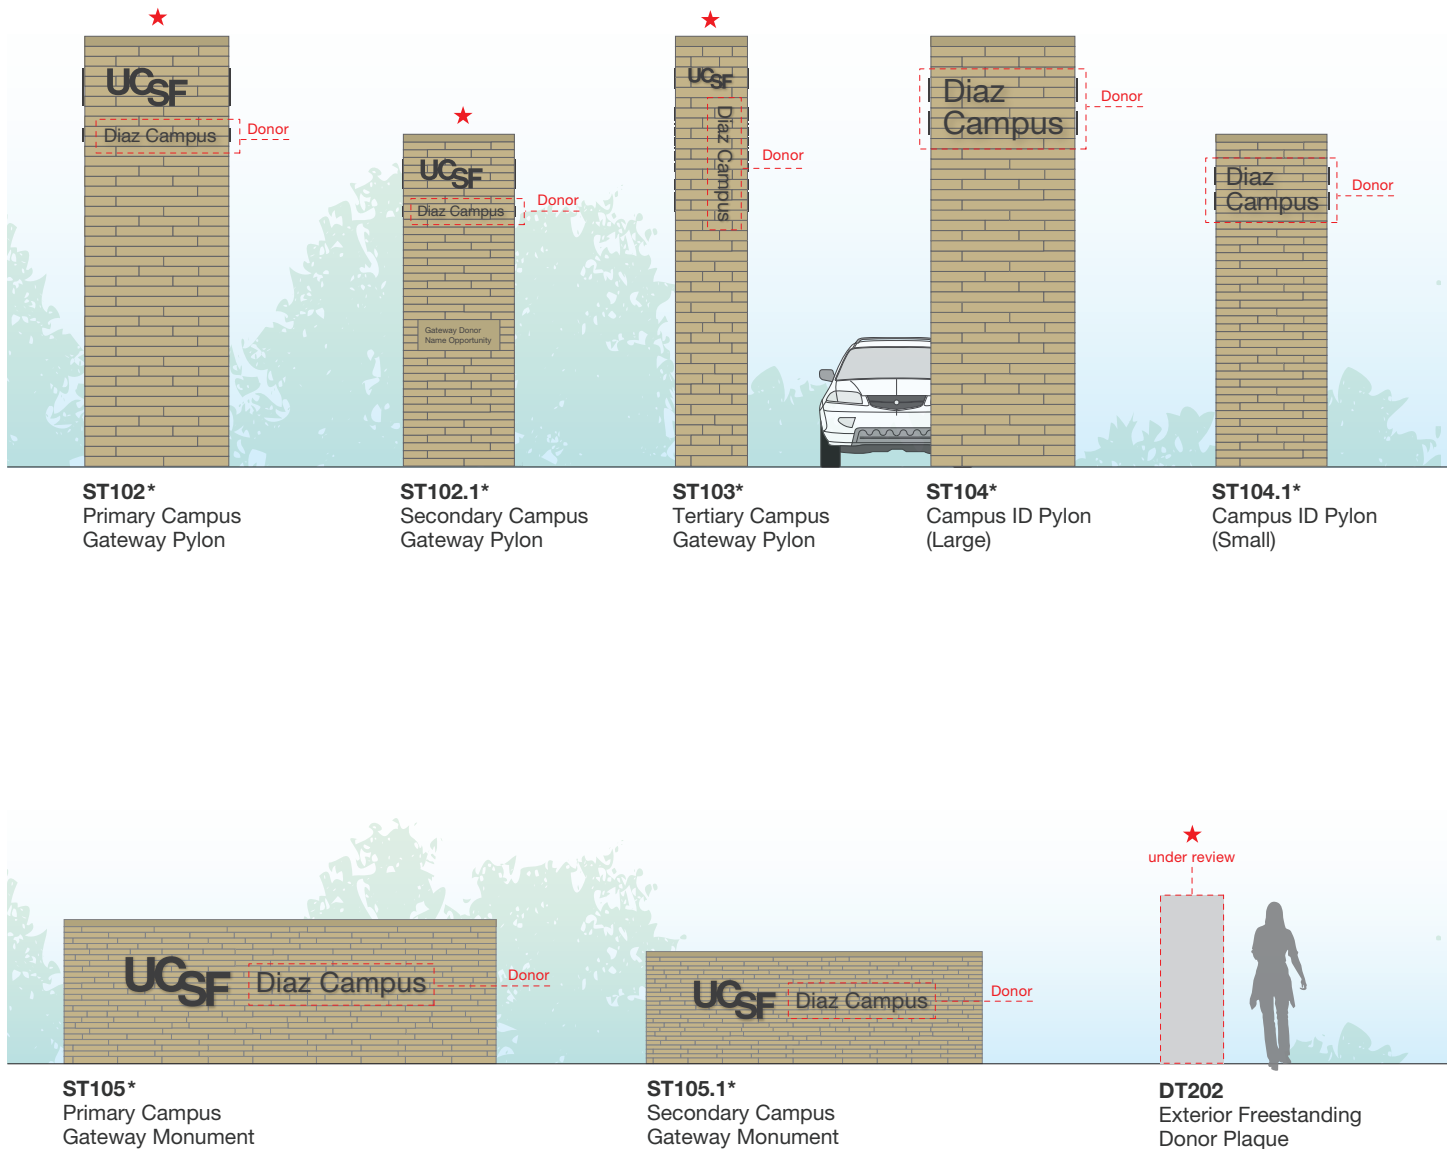 UCSF
Diaz Campus
Donor
UCSF
Diaz Campus
Donor
Gateway Donor
Name Opportunity
UCSF
Diaz Campus
Donor
Diaz
Campus
Donor
Diaz
Campus
Donor
ST102*
Primary Campus
Gateway Pylon
ST102.1*
Secondary Campus
Gateway Pylon
ST103*
Tertiary Campus
Gateway Pylon
ST104*
Campus ID Pylon
(Large)
ST104.1*
Campus ID Pylon
(Small)
UCSF
Diaz Campus
Donor
UCSF
Diaz Campus
Donor
under review
ST105*
Primary Campus
Gateway Monument
ST105.1*
Secondary Campus
Gateway Monument
DT202
Exterior Freestanding
Donor Plaque